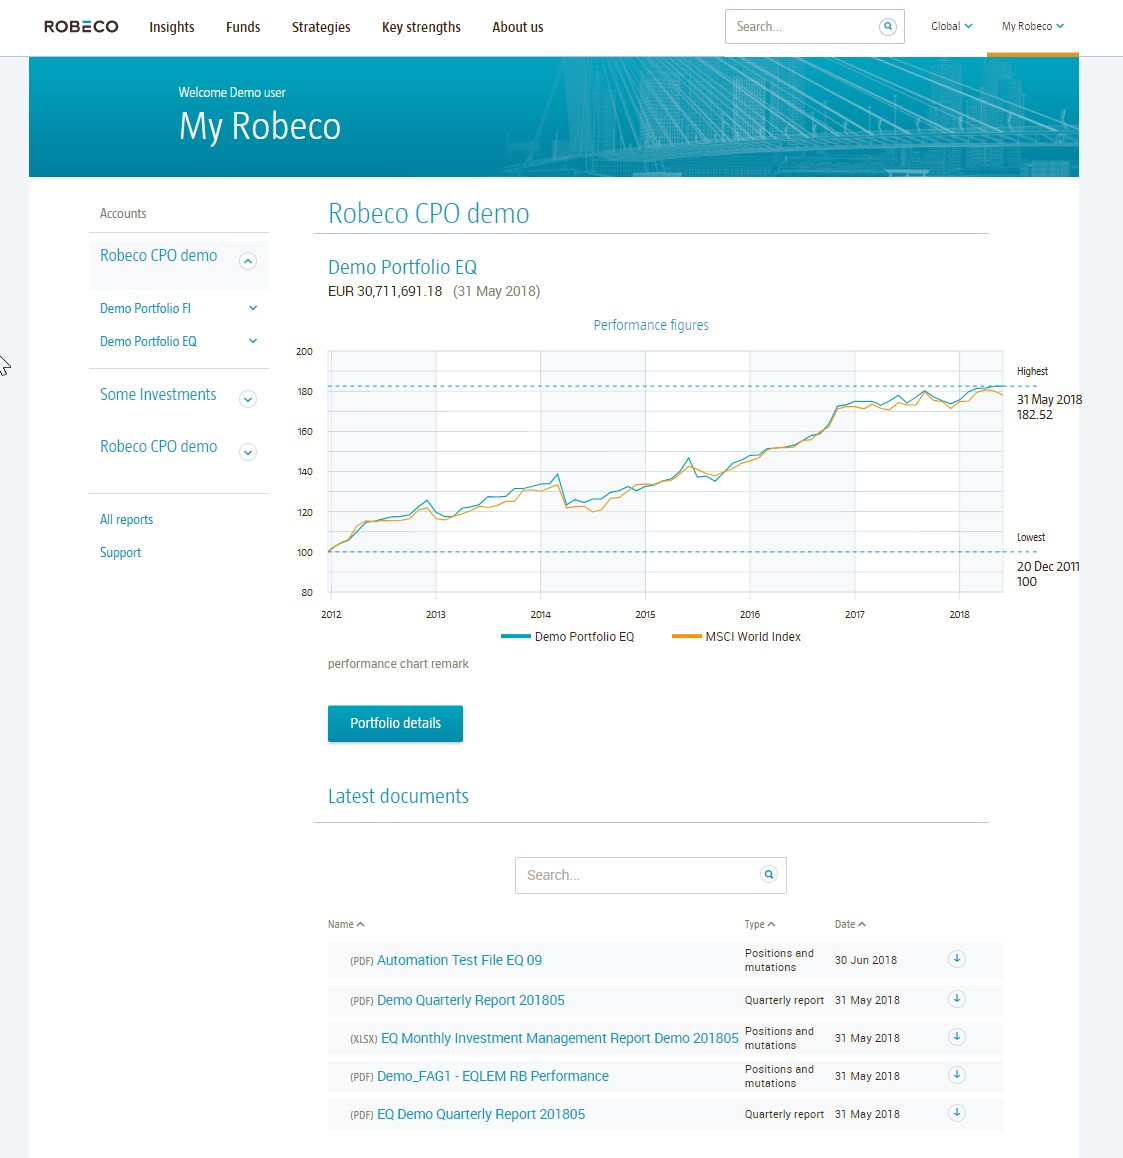 ROBECO
Insights
Funds
Strategies
Key strengths
About us
Search...
Global
My Robeco
Welcome Demo user
My Robeco
Accounts
Robeco CPO demo
Demo Portfolio FI
Demo Portfolio EQ
Some Investments
Robeco CPO demo
All reports
Support
Robeco CPO demo
Demo Portfolio EQ
EUR 30,711,691.18 (31 May 2018)
Performance figures
200
180
160
140
120
100
80
Highest
31 May 2018
182.52
Lowest
20 Dec 2011
100
2012 2013 2014 2015 2016 2017 2018
Demo Portfolio EQ MSCI World Index
performance chart remark
Portfolio details
Latest documents
Search...
Name Type Date
(PDF) Automation Test File EQ 09 Positions and mutations 30 Jun 2018
(PDF) Demo Quarterly Report 201805 Quarterly report 31 May 2018
(XLSX) EQ Monthly Investment Management Report Demo 201805 Positions and mutations 31 May 2018
(PDF) Demo_FAG1 - EQLEM RB Performance Positions and mutations 31 May 2018
(PDF) EQ Demo Quarterly Report 201805 Quarterly report 31 May 2018